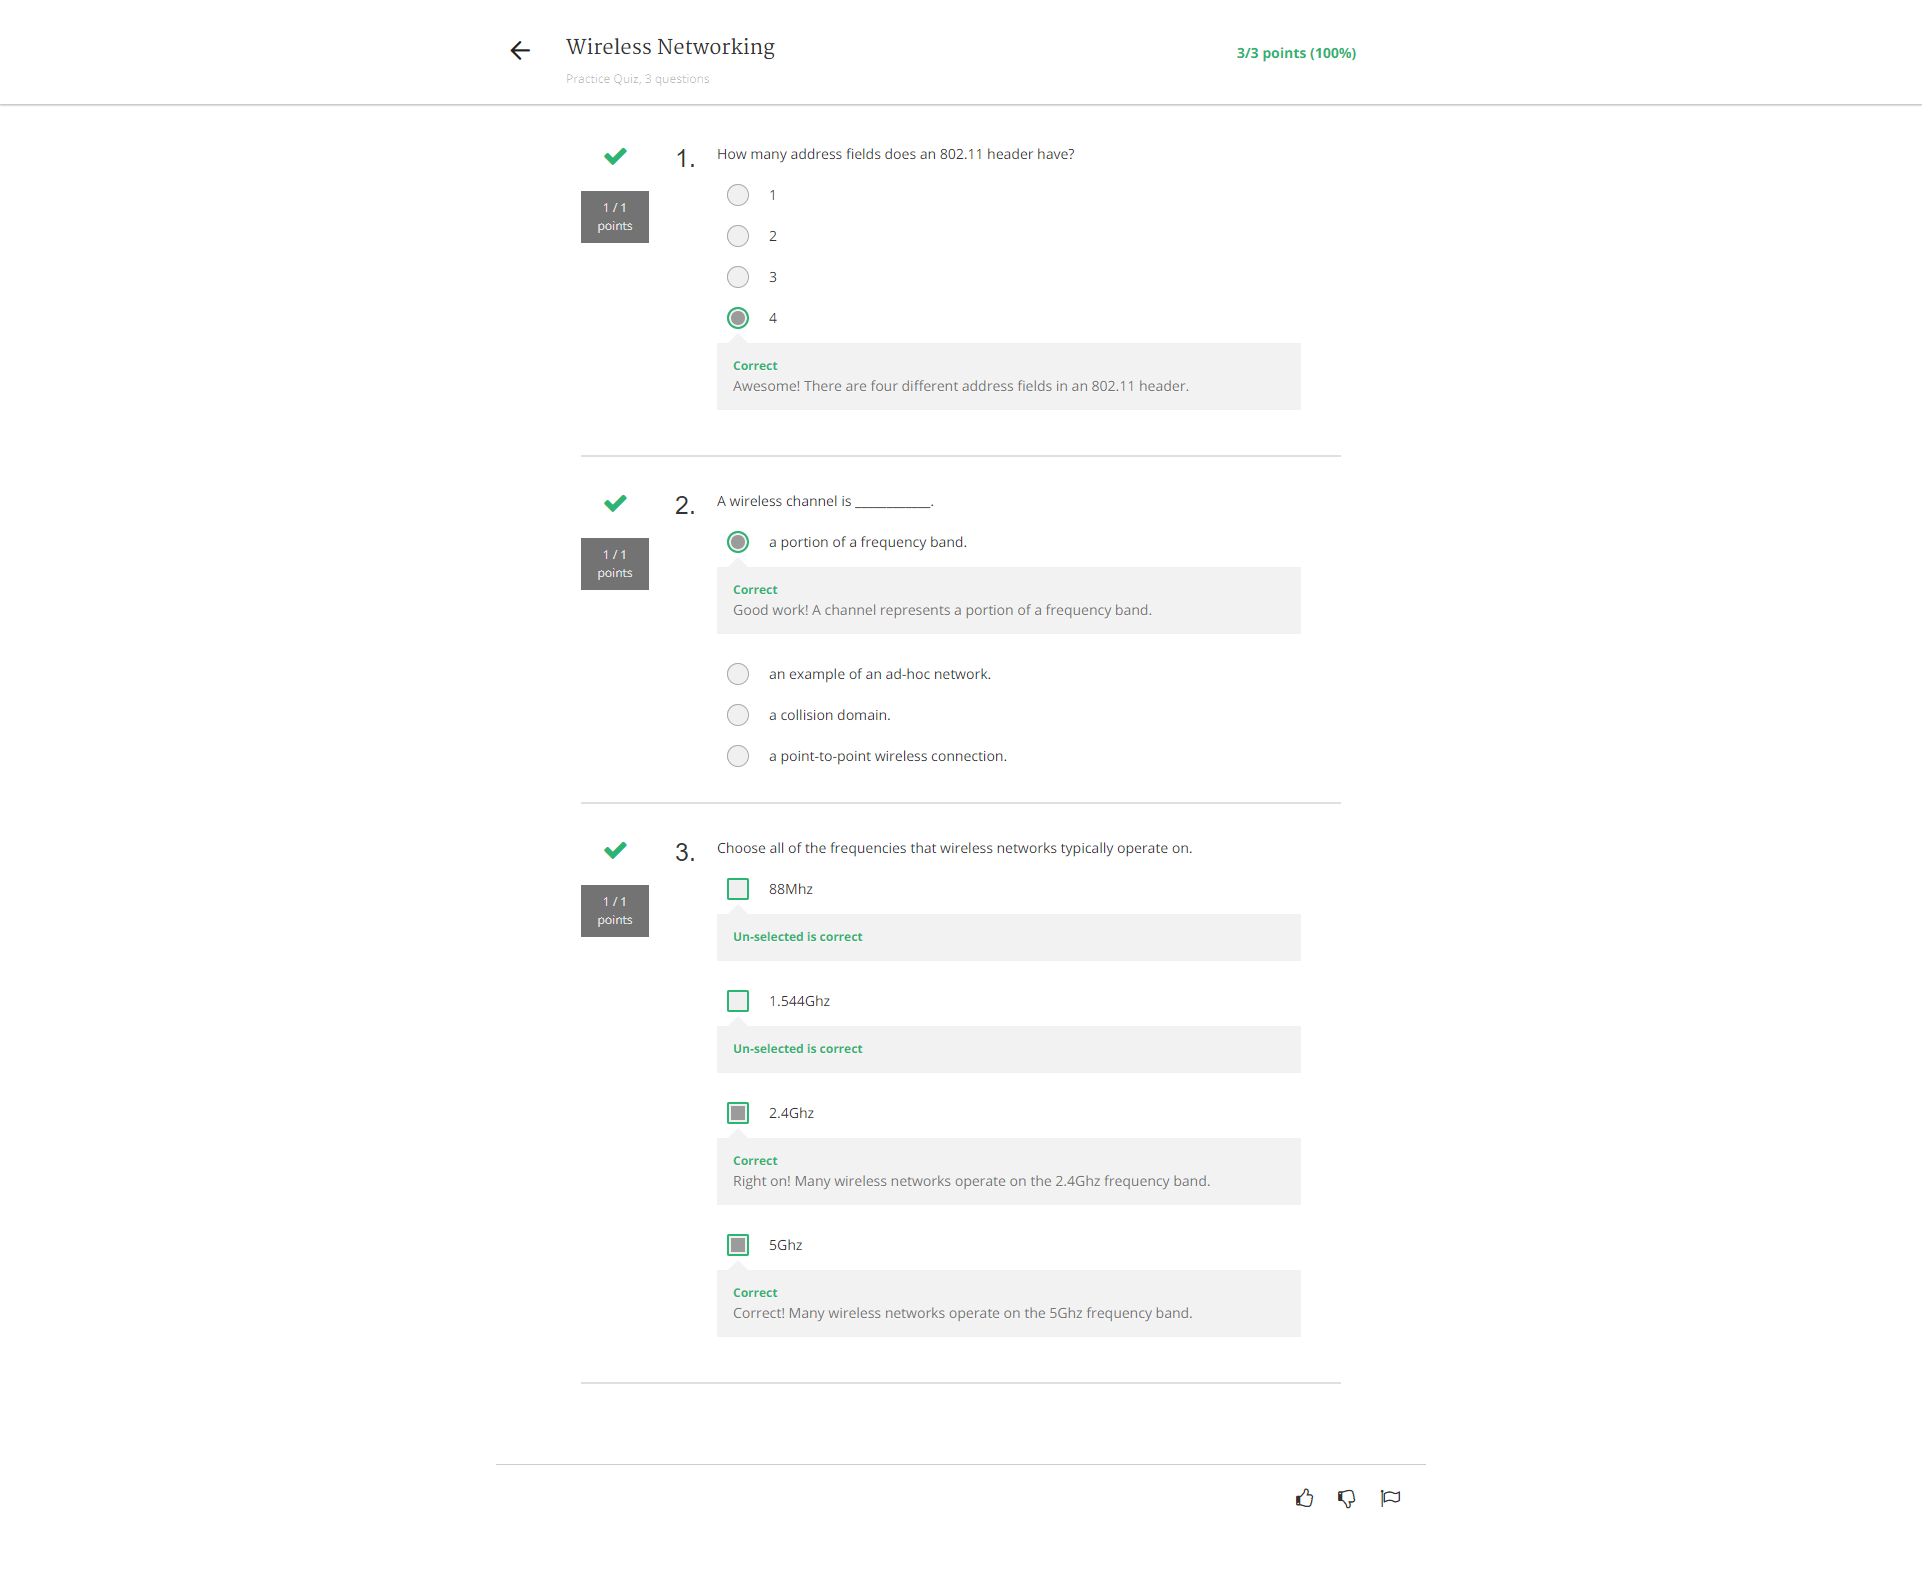 Wireless Networking
3/3 points (100%)
Practice Quiz, 3 questions
1.
How many address fields does an 802.11 header have?
1 / 1
points
1
2
3
4
Correct
Awesome! There are four different address fields in an 802.11 header.
2.
A wireless channel is ____________.
1 / 1
points
a portion of a frequency band.
Correct
Good work! A channel represents a portion of a frequency band.
an example of an ad-hoc network.
a collision domain.
a point-to-point wireless connection.
3.
Choose all of the frequencies that wireless networks typically operate on.
1 / 1
points
88Mhz
Un-selected is correct
1.544Ghz
Un-selected is correct
2.4Ghz
Correct
Right on! Many wireless networks operate on the 2.4Ghz frequency band.
5Ghz
Correct
Correct! Many wireless networks operate on the 5Ghz frequency band.